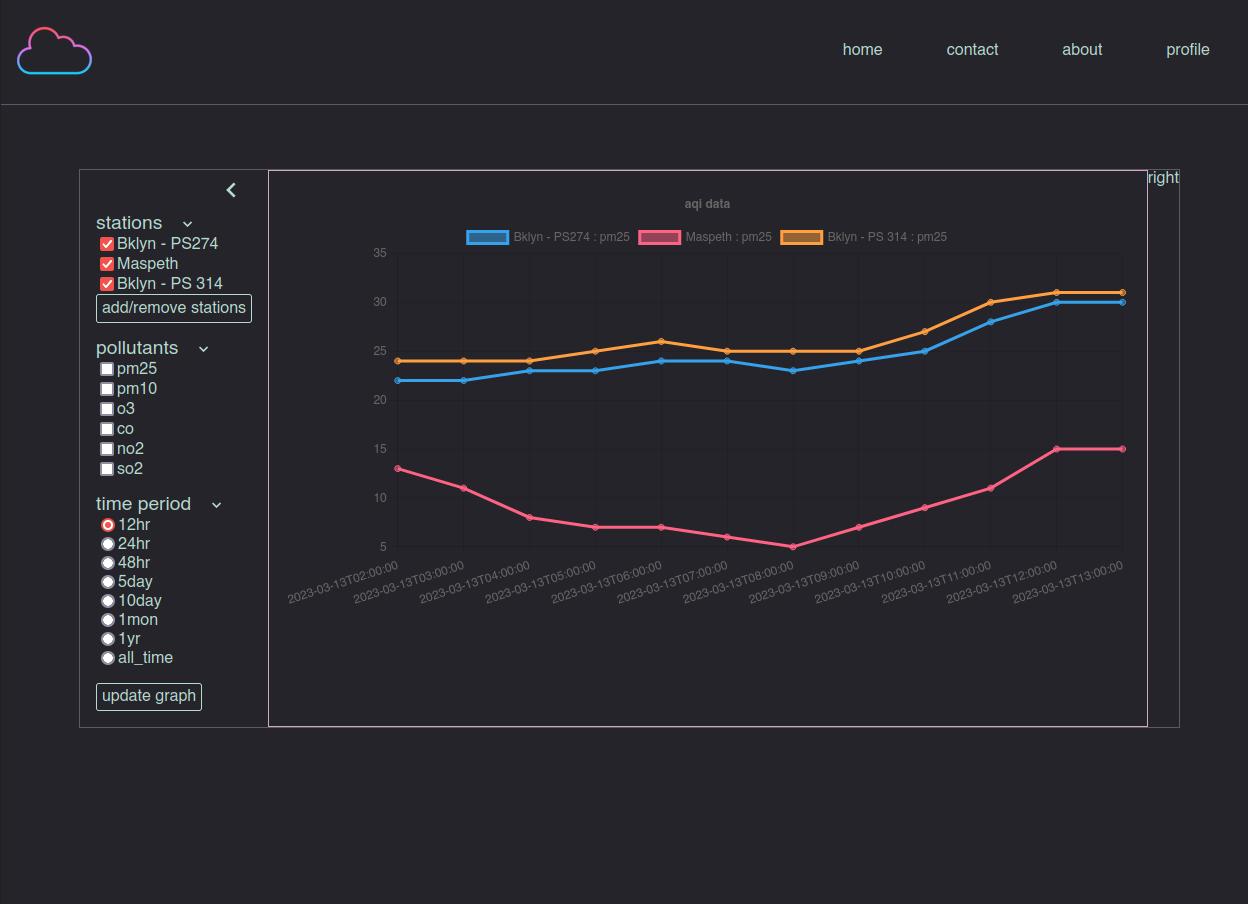 home contact about profile
right
stations
Bklyn - PS274
Maspeth
Bklyn - PS 314
add/remove stations
pollutants
pm25
pm10
o3
co
no2
so2
time period
12hr
24hr
48hr
5day
10day
1mon
1yr
all_time
update graph
aqi data
Bklyn - PS274 : pm25 Maspeth : pm25 Bklyn - PS 314 : pm25
35
30
25
20
15
10
5
2023-03-13T02:00:00
2023-03-13T03:00:00
2023-03-13T04:00:00
2023-03-13T05:00:00
2023-03-13T06:00:00
2023-03-13T07:00:00
2023-03-13T08:00:00
2023-03-13T09:00:00
2023-03-13T10:00:00
2023-03-13T11:00:00
2023-03-13T12:00:00
2023-03-13T13:00:00